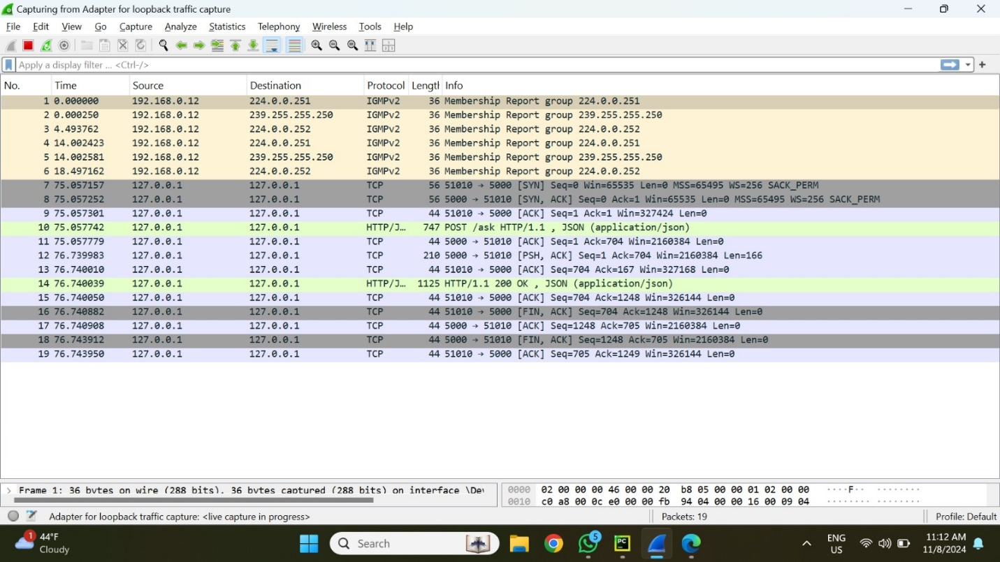 Capturing from Adapter for loopback traffic capture
File Edit View Go Capture Analyze Statistics Telephony Wireless Tools Help
Apply a display filter ... <Ctrl-/>
No. Time Source Destination Protocol Length Info
1 0.000000 192.168.0.12 224.0.0.251 IGMPv2 36 Membership Report group 224.0.0.251
2 0.000250 192.168.0.12 239.255.255.250 IGMPv2 36 Membership Report group 239.255.255.250
3 4.493762 192.168.0.12 224.0.0.252 IGMPv2 36 Membership Report group 224.0.0.252
4 14.002423 192.168.0.12 224.0.0.251 IGMPv2 36 Membership Report group 224.0.0.251
5 14.002581 192.168.0.12 239.255.255.250 IGMPv2 36 Membership Report group 239.255.255.250
6 18.497162 192.168.0.12 224.0.0.252 IGMPv2 36 Membership Report group 224.0.0.252
7 75.057157 127.0.0.1 127.0.0.1 TCP 56 51010 → 5000 [SYN] Seq=0 Win=65535 Len=0 MSS=65495 WS=256 SACK_PERM
8 75.057252 127.0.0.1 127.0.0.1 TCP 56 5000 → 51010 [SYN, ACK] Seq=0 Ack=1 Win=65535 Len=0 MSS=65495 WS=256 SACK_PERM
9 75.057301 127.0.0.1 127.0.0.1 TCP 44 51010 → 5000 [ACK] Seq=1 Ack=1 Win=327424 Len=0
10 75.057742 127.0.0.1 127.0.0.1 HTTP/J… 747 POST /ask HTTP/1.1 , JSON (application/json)
11 75.057779 127.0.0.1 127.0.0.1 TCP 44 5000 → 51010 [ACK] Seq=1 Ack=704 Win=2160384 Len=0
12 76.739983 127.0.0.1 127.0.0.1 TCP 210 5000 → 51010 [PSH, ACK] Seq=1 Ack=704 Win=2160384 Len=166
13 76.740010 127.0.0.1 127.0.0.1 TCP 44 51010 → 5000 [ACK] Seq=704 Ack=167 Win=327168 Len=0
14 76.740039 127.0.0.1 127.0.0.1 HTTP/J… 1125 HTTP/1.1 200 OK , JSON (application/json)
15 76.740050 127.0.0.1 127.0.0.1 TCP 44 51010 → 5000 [ACK] Seq=704 Ack=1248 Win=326144 Len=0
16 76.740882 127.0.0.1 127.0.0.1 TCP 44 51010 → 5000 [FIN, ACK] Seq=704 Ack=1248 Win=326144 Len=0
17 76.740908 127.0.0.1 127.0.0.1 TCP 44 5000 → 51010 [ACK] Seq=1248 Ack=705 Win=2160384 Len=0
18 76.743912 127.0.0.1 127.0.0.1 TCP 44 5000 → 51010 [FIN, ACK] Seq=1248 Ack=705 Win=2160384 Len=0
19 76.743950 127.0.0.1 127.0.0.1 TCP 44 51010 → 5000 [ACK] Seq=705 Ack=1249 Win=326144 Len=0
Frame 1: 36 bytes on wire (288 bits), 36 bytes captured (288 bits) on interface \Dev
0000 02 00 00 00 46 00 00 20 b8 05 00 00 01 02 00 00 ····F·· ········
0010 c0 a8 00 0c e0 00 00 fb 94 04 00 00 16 00 09 04 ········ ········
Adapter for loopback traffic capture: <live capture in progress> Packets: 19 Profile: Default
1 44°F
Cloudy
Search
PC
5
ENG
US
11:12 AM
11/8/2024